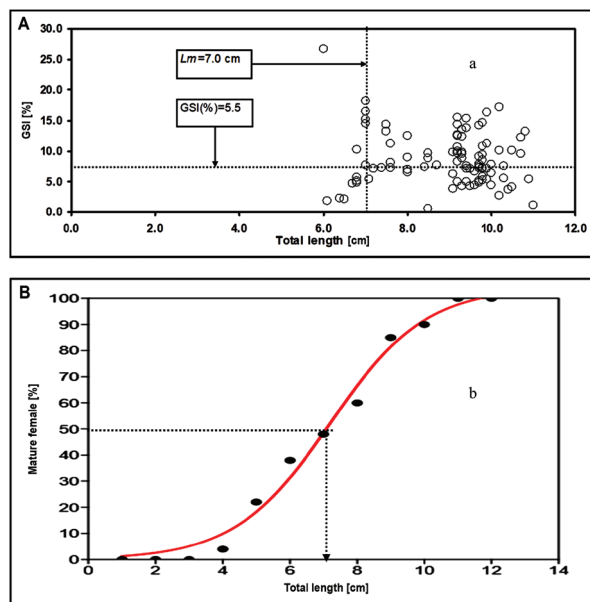 A
30.0
25.0
20.0
15.0
10.0
5.0
0.0
GSI [%]
Lm=7.0 cm
GSI(%)=5.5
a
0.0 2.0 4.0 6.0 8.0 10.0 12.0
Total length [cm]
B
100
90
80
70
60
50
40
30
20
10
0
Mature female [%]
b
0 2 4 6 8 10 12 14
Total length [cm]